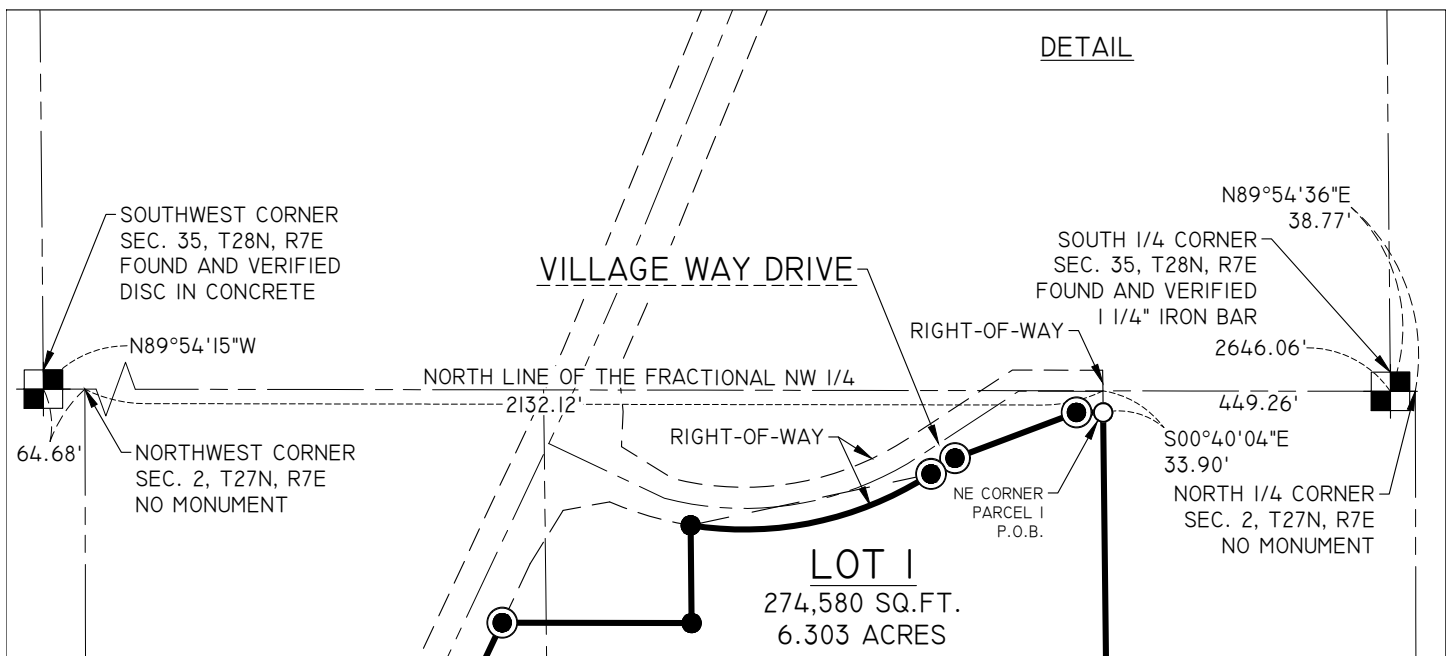 DETAIL
SOUTHWEST CORNER
SEC. 35, T28N, R7E
FOUND AND VERIFIED
DISC IN CONCRETE
N89°54'36"E
38.77'
SOUTH 1/4 CORNER
SEC. 35, T28N, R7E
FOUND AND VERIFIED
1 1/4" IRON BAR
VILLAGE WAY DRIVE
RIGHT-OF-WAY
N89°54'15"W
2646.06'
NORTH LINE OF THE FRACTIONAL NW 1/4
2132.12'
449.26'
RIGHT-OF-WAY
64.68'
NORTHWEST CORNER
SEC. 2, T27N, R7E
NO MONUMENT
S00°40'04"E
33.90'
NE CORNER
PARCEL 1
P.O.B.
NORTH 1/4 CORNER
SEC. 2, T27N, R7E
NO MONUMENT
LOT 1
274,580 SQ.FT.
6.303 ACRES